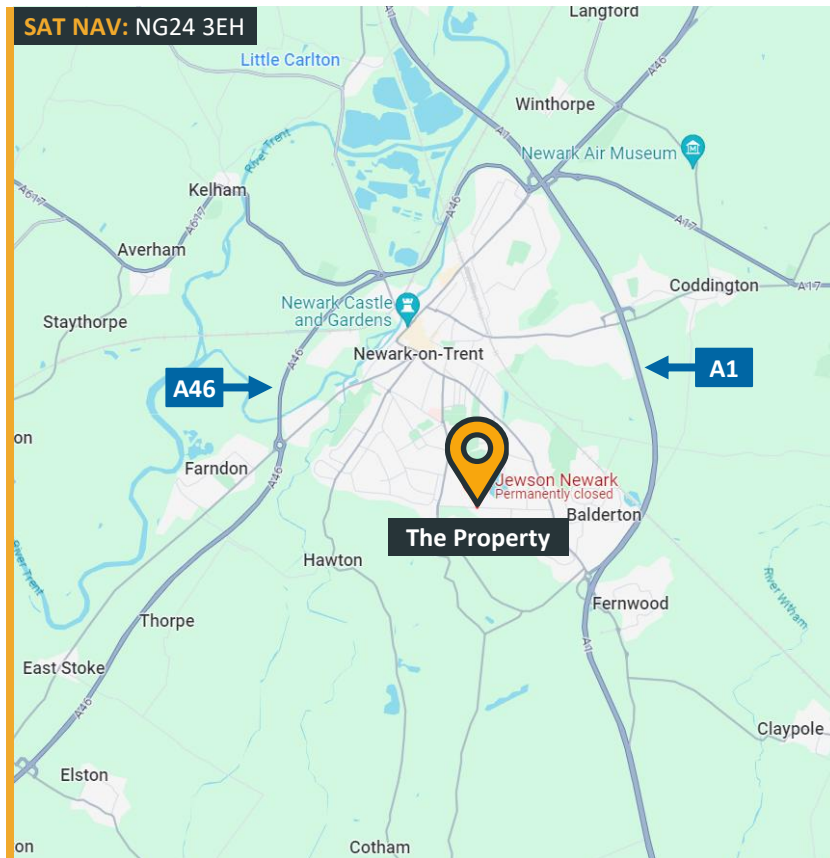 SAT NAV: NG24 3EH
Langford
A1
Little Carlton
A46
Winthorpe
A1
River Trent
Newark Air Museum
Kelham
A617
A617
A46
A17
Averham
Coddington
A17
Newark Castle
and Gardens
Staythorpe
A46
Newark-on-Trent
A46
A1
on
Farndon
Jewson Newark
Permanently closed
A46
Balderton
The Property
River Trent
Hawton
River Witham
Fernwood
Thorpe
A1
East Stoke
A46
Claypole
Elston
on
Cotham